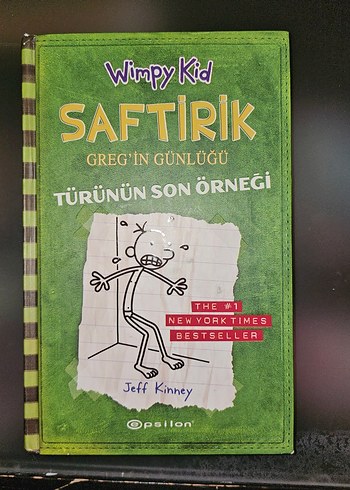 Wimpy Kid
SAFTİRİK
GREG'İN GÜNLÜĞÜ
TÜRÜNÜN SON ÖRNEĞİ
THE #1
NEW YORK TIMES
BESTSELLER
Jeff Kinney
epsilon